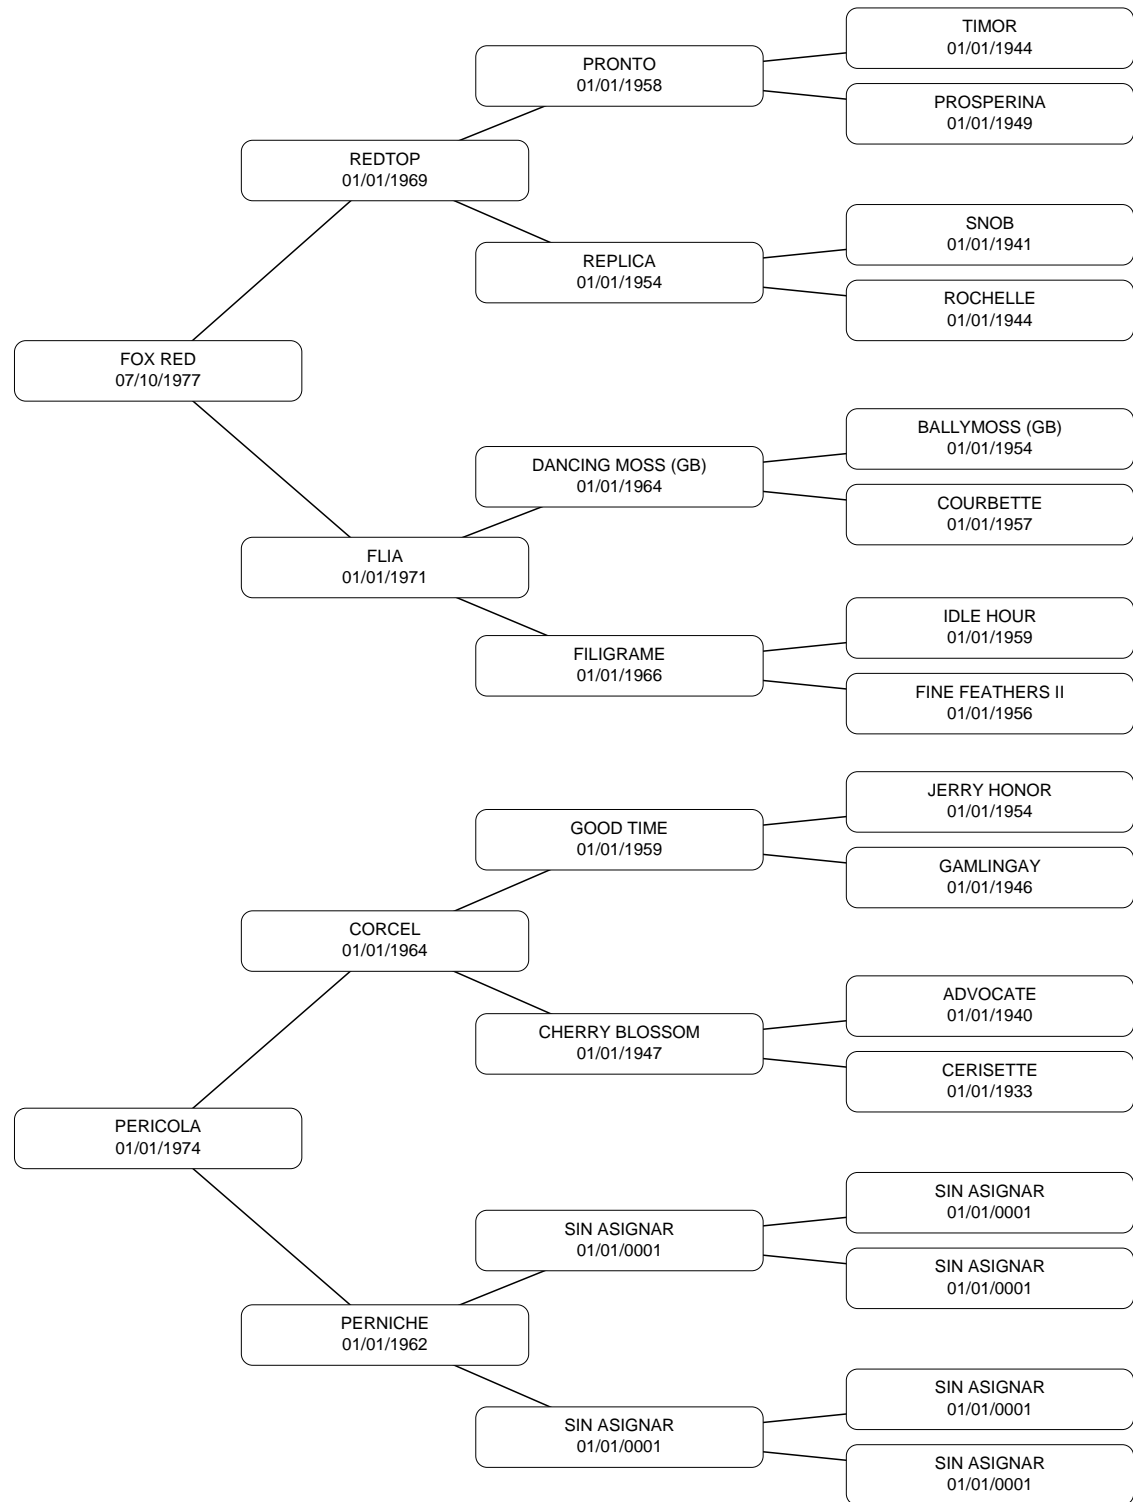 TIMOR
01/01/1944
PRONTO
01/01/1958
PROSPERINA
01/01/1949
REDTOP
01/01/1969
SNOB
01/01/1941
REPLICA
01/01/1954
ROCHELLE
01/01/1944
FOX RED
07/10/1977
BALLYMOSS (GB)
01/01/1954
DANCING MOSS (GB)
01/01/1964
COURBETTE
01/01/1957
FLIA
01/01/1971
IDLE HOUR
01/01/1959
FILIGRAME
01/01/1966
FINE FEATHERS II
01/01/1956
JERRY HONOR
01/01/1954
GOOD TIME
01/01/1959
GAMLINGAY
01/01/1946
CORCEL
01/01/1964
ADVOCATE
01/01/1940
CHERRY BLOSSOM
01/01/1947
CERISETTE
01/01/1933
PERICOLA
01/01/1974
SIN ASIGNAR
01/01/0001
SIN ASIGNAR
01/01/0001
SIN ASIGNAR
01/01/0001
PERNICHE
01/01/1962
SIN ASIGNAR
01/01/0001
SIN ASIGNAR
01/01/0001
SIN ASIGNAR
01/01/0001